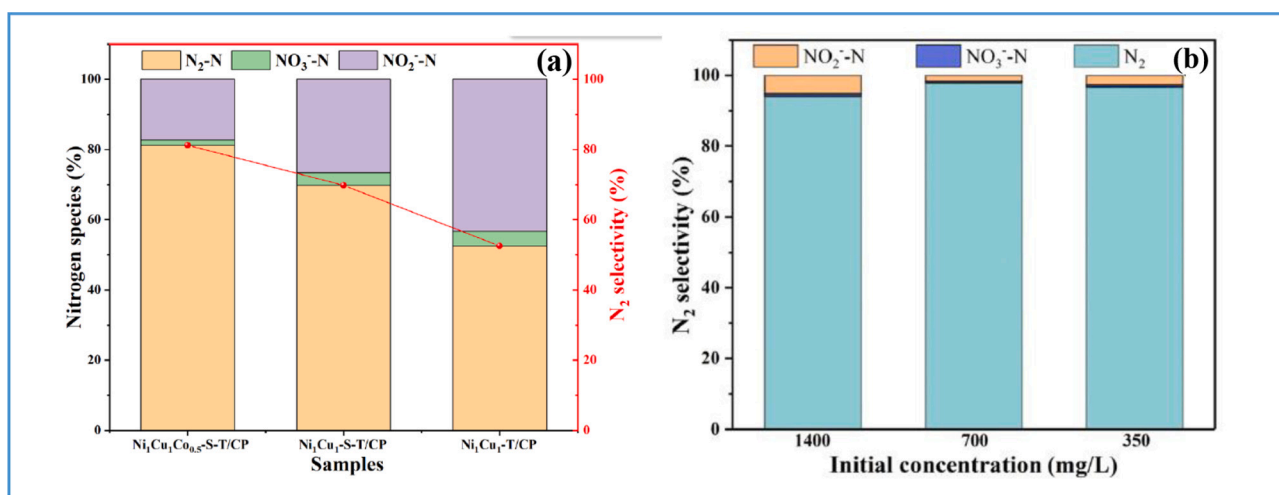 N₂-N NO₃⁻-N NO₂⁻-N (a)
Nitrogen species (%)
100
80
60
40
20
0
100
80
60
40
20
0
N₂ selectivity (%)
Ni₁Cu₁Co₀.₅-S-T/CP Ni₁Cu₁-S-T/CP Ni₁Cu₁-T/CP
Samples
NO₂⁻-N NO₃⁻-N N₂ (b)
N₂ selectivity (%)
100
80
60
40
20
0
1400 700 350
Initial concentration (mg/L)